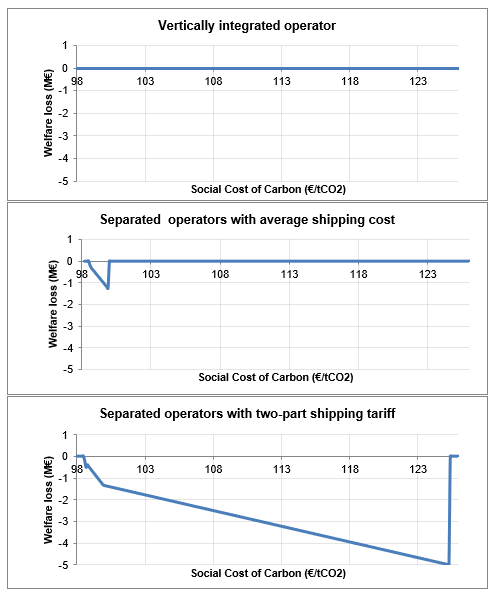 Vertically integrated operator
1
0
98 103 108 113 118 123
-1
-2
-3
-4
-5
Welfare loss (M€)
Social Cost of Carbon (€/tCO2)
Separated operators with average shipping cost
1
0
98 103 108 113 118 123
-1
-2
-3
-4
-5
Welfare loss (M€)
Social Cost of Carbon (€/tCO2)
Separated operators with two-part shipping tariff
1
0
98 103 108 113 118 123
-1
-2
-3
-4
-5
Welfare loss (M€)
Social Cost of Carbon (€/tCO2)